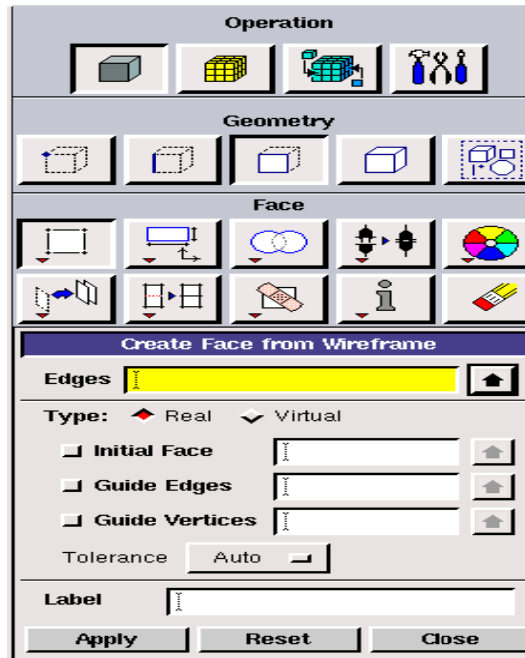 Operation
Geometry
Face
Create Face from Wireframe
Edges
Type: Real Virtual
Initial Face
Guide Edges
Guide Vertices
Tolerance Auto
Label
Apply Reset Close